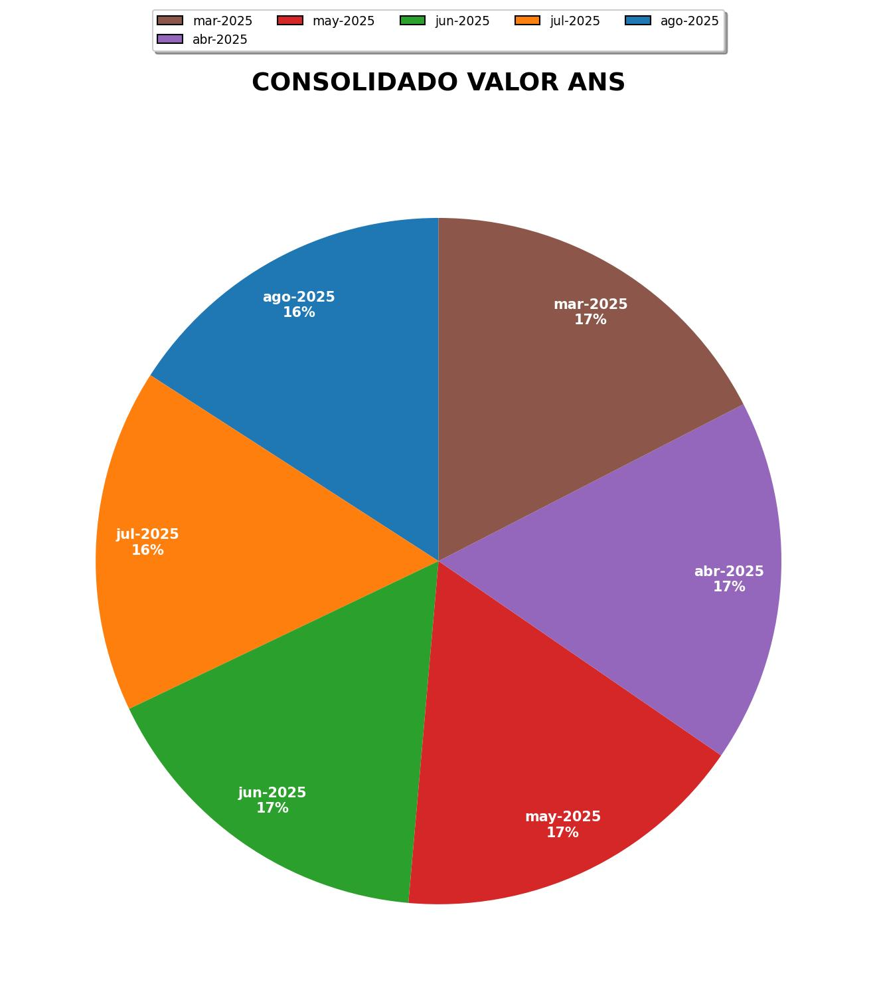 mar-2025 may-2025 jun-2025 jul-2025 ago-2025
abr-2025
CONSOLIDADO VALOR ANS
ago-2025
16%
mar-2025
17%
jul-2025
16%
abr-2025
17%
jun-2025
17%
may-2025
17%